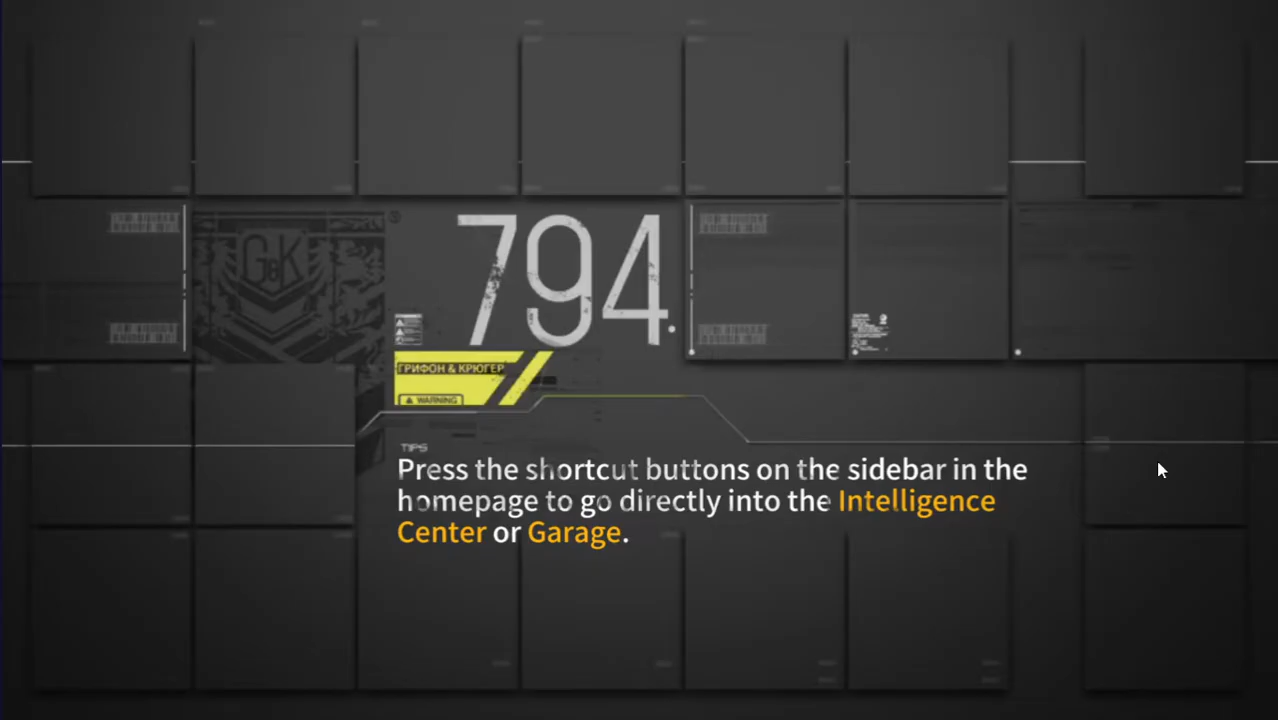 G&K
794.
ГРИФОН & КРЮГЕР
WARNING
TIPS
Press the shortcut buttons on the sidebar in the
homepage to go directly into the Intelligence
Center or Garage.